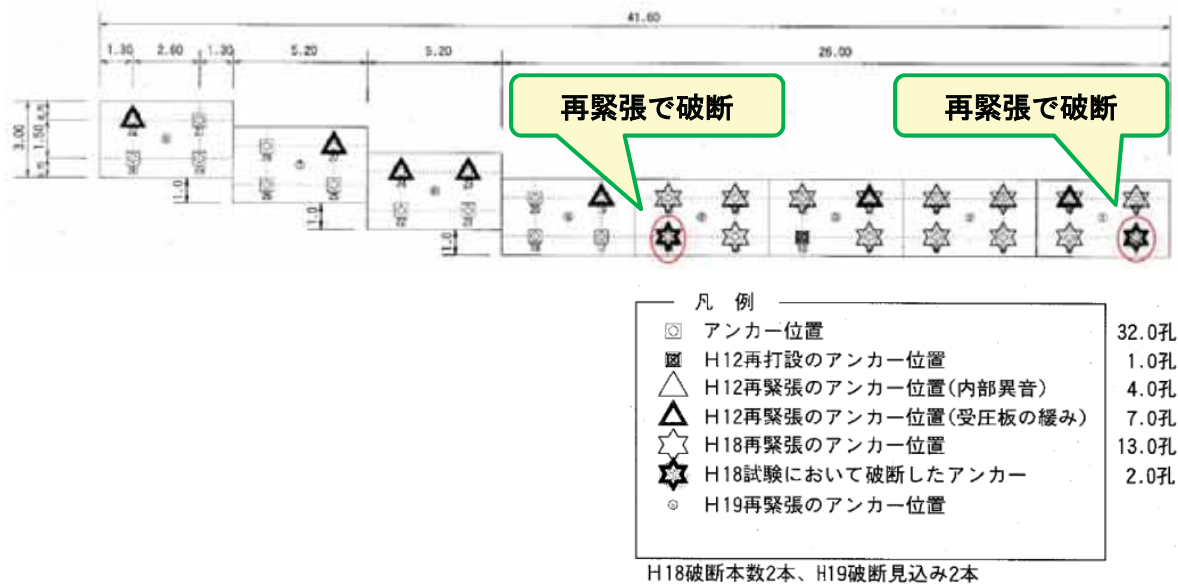 41.60
1.30 2.60 1.30 5.20 5.20 26.00
再緊張で破断 再緊張で破断
3.00
1.50
1.0
1.0
1.0
凡 例
アンカー位置 32.0孔
H12再打設のアンカー位置 1.0孔
H12再緊張のアンカー位置(内部異音) 4.0孔
H12再緊張のアンカー位置(受圧板の緩み) 7.0孔
H18再緊張のアンカー位置 13.0孔
H18試験において破断したアンカー 2.0孔
H19再緊張のアンカー位置
H18破断本数2本、H19破断見込み2本